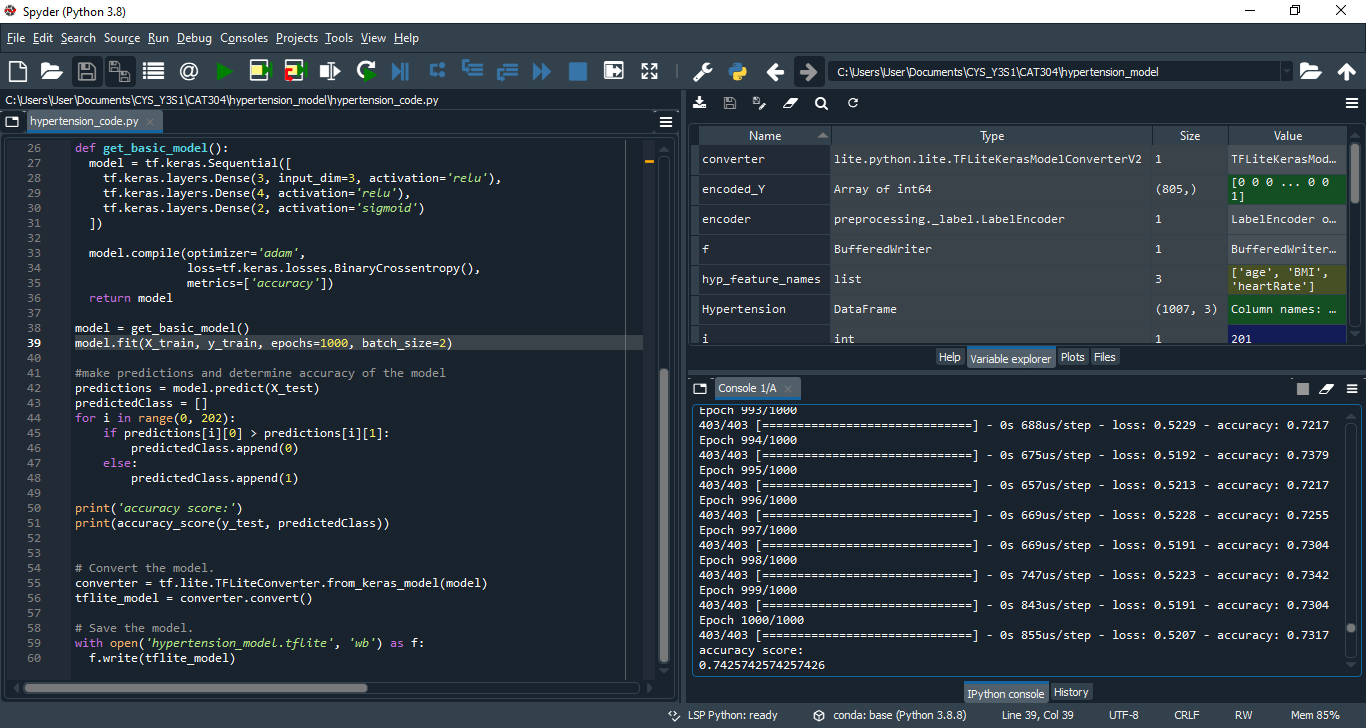 Spyder (Python 3.8)
File Edit Search Source Run Debug Consoles Projects Tools View Help
C:\Users\User\Documents\CYS_Y3S1\CAT304\hypertension_model
C:\Users\User\Documents\CYS_Y3S1\CAT304\hypertension_model\hypertension_code.py
hypertension_code.py
26 def get_basic_model():
27   model = tf.keras.Sequential([
28     tf.keras.layers.Dense(3, input_dim=3, activation='relu'),
29     tf.keras.layers.Dense(4, activation='relu'),
30     tf.keras.layers.Dense(2, activation='sigmoid')
31   ])
32
33   model.compile(optimizer='adam',
34                 loss=tf.keras.losses.BinaryCrossentropy(),
35                 metrics=['accuracy'])
36   return model
37
38 model = get_basic_model()
39 model.fit(X_train, y_train, epochs=1000, batch_size=2)
40
41 #make predictions and determine accuracy of the model
42 predictions = model.predict(X_test)
43 predictedClass = []
44 for i in range(0, 202):
45     if predictions[i][0] > predictions[i][1]:
46         predictedClass.append(0)
47     else:
48         predictedClass.append(1)
49
50 print('accuracy score:')
51 print(accuracy_score(y_test, predictedClass))
52
53
54 # Convert the model.
55 converter = tf.lite.TFLiteConverter.from_keras_model(model)
56 tflite_model = converter.convert()
57
58 # Save the model.
59 with open('hypertension_model.tflite', 'wb') as f:
60   f.write(tflite_model)
Name Type Size Value
converter lite.python.lite.TFLiteKerasModelConverterV2 1 TFLiteKerasMod…
encoded_Y Array of int64 (805,) [0 0 0 ... 0 0
1]
encoder preprocessing._label.LabelEncoder 1 LabelEncoder o…
f BufferedWriter 1 BufferedWriter…
hyp_feature_names list 3 ['age', 'BMI',
'heartRate']
Hypertension DataFrame (1007, 3) Column names: …
i int 1 201
Help Variable explorer Plots Files
Console 1/A
Epoch 993/1000
403/403 [==============================] - 0s 688us/step - loss: 0.5229 - accuracy: 0.7217
Epoch 994/1000
403/403 [==============================] - 0s 675us/step - loss: 0.5192 - accuracy: 0.7379
Epoch 995/1000
403/403 [==============================] - 0s 657us/step - loss: 0.5213 - accuracy: 0.7217
Epoch 996/1000
403/403 [==============================] - 0s 669us/step - loss: 0.5228 - accuracy: 0.7255
Epoch 997/1000
403/403 [==============================] - 0s 669us/step - loss: 0.5191 - accuracy: 0.7304
Epoch 998/1000
403/403 [==============================] - 0s 747us/step - loss: 0.5223 - accuracy: 0.7342
Epoch 999/1000
403/403 [==============================] - 0s 843us/step - loss: 0.5191 - accuracy: 0.7304
Epoch 1000/1000
403/403 [==============================] - 0s 855us/step - loss: 0.5207 - accuracy: 0.7317
accuracy score:
0.7425742574257426
IPython console History
LSP Python: ready conda: base (Python 3.8.8) Line 39, Col 39 UTF-8 CRLF RW Mem 85%